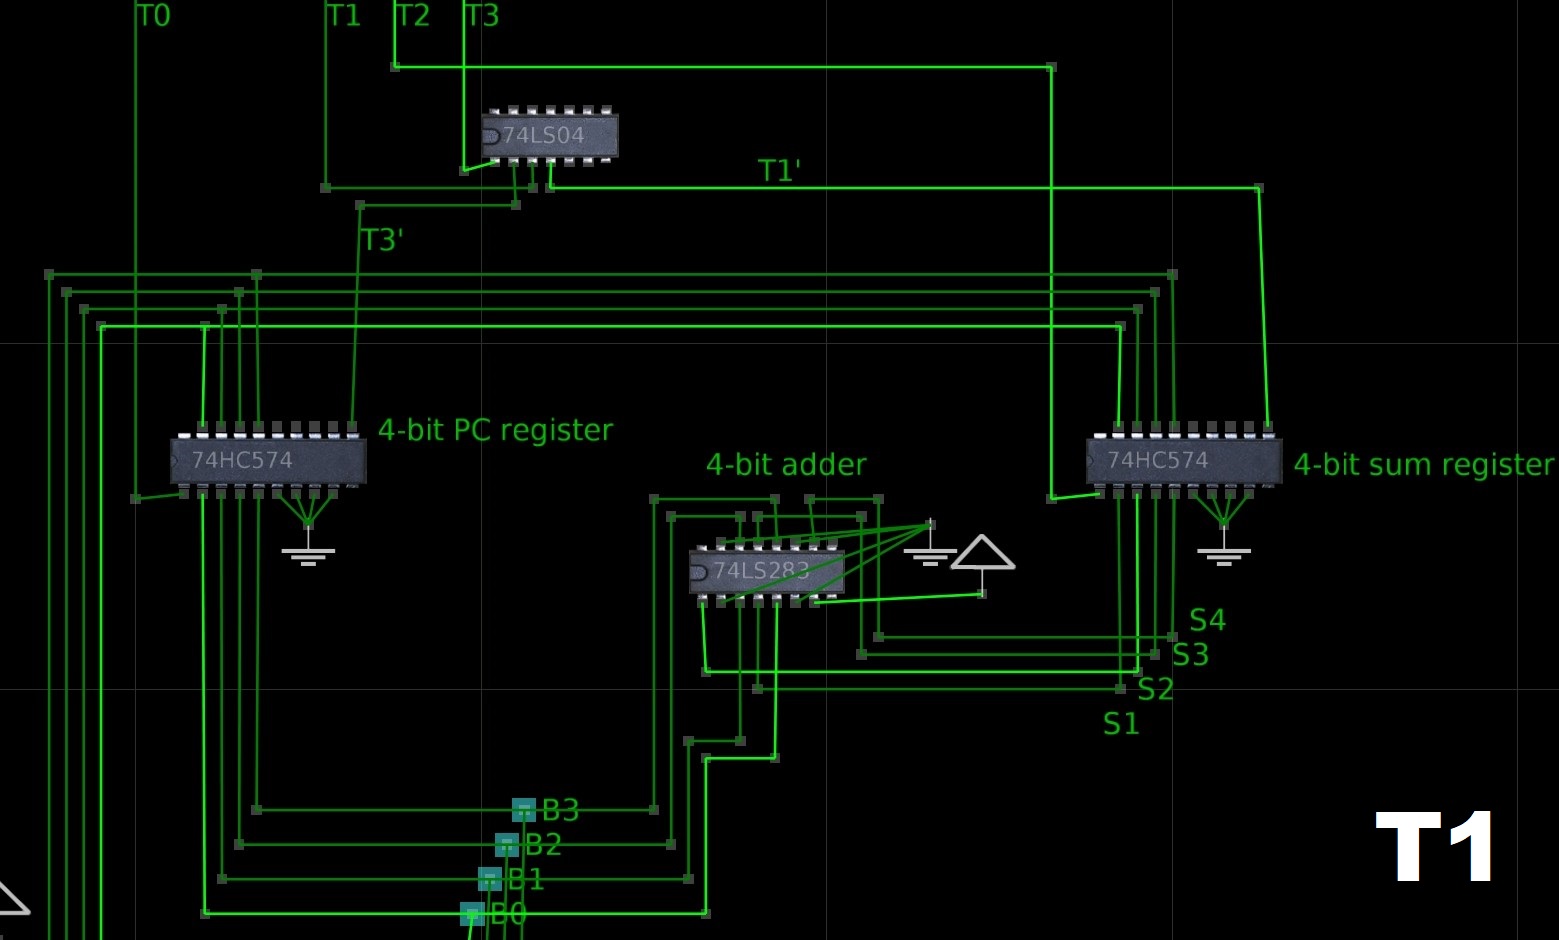 T0 T1 T2 T3
74LS04
T1'
T3'
4-bit PC register
74HC574
4-bit adder
74HC574
4-bit sum register
74LS283
S4
S3
S2
S1
B3
B2
B1
B0
T1